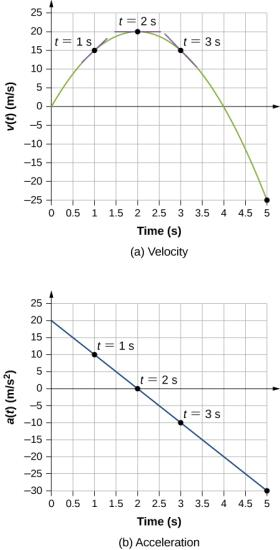 25
t = 2 s
20
t = 1 s
t = 3 s
15
10
5
0
−5
−10
−15
−20
−25
v(t) (m/s)
0 0.5 1 1.5 2 2.5 3 3.5 4 4.5 5
Time (s)
(a) Velocity
25
20
15
t = 1 s
10
5
t = 2 s
0
−5
t = 3 s
−10
−15
−20
−25
−30
a(t) (m/s²)
0 0.5 1 1.5 2 2.5 3 3.5 4 4.5 5
Time (s)
(b) Acceleration